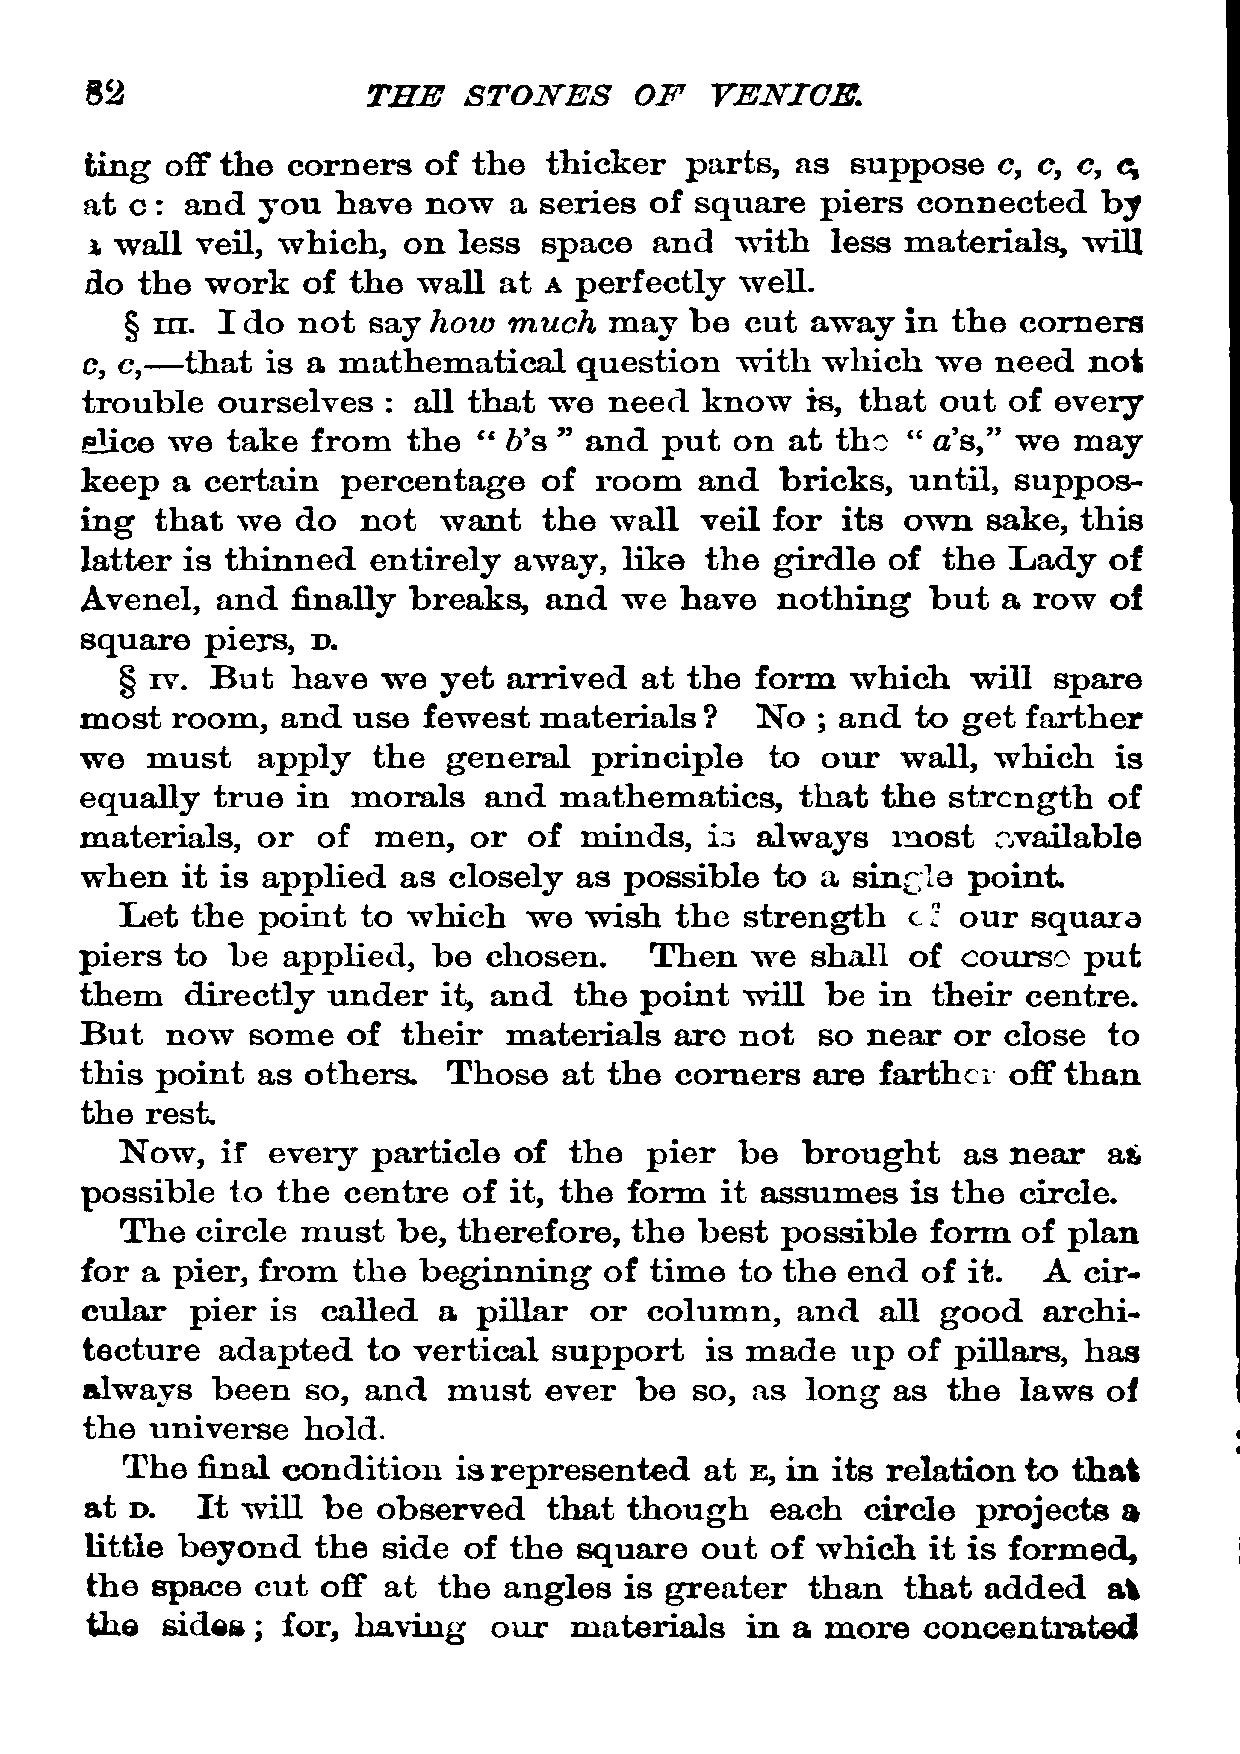 82 THE STONES OF VENICE.
ting off the corners of the thicker parts, as suppose c, c, c, c,
at c: and you have now a series of square piers connected by
a wall veil, which, on less space and with less materials, will
do the work of the wall at A perfectly well.
§ III. I do not say how much may be cut away in the corners
c, c,—that is a mathematical question with which we need not
trouble ourselves : all that we need know is, that out of every
slice we take from the “ b’s ” and put on at the “ a’s,” we may
keep a certain percentage of room and bricks, until, suppos-
ing that we do not want the wall veil for its own sake, this
latter is thinned entirely away, like the girdle of the Lady of
Avenel, and finally breaks, and we have nothing but a row of
square piers, D.
§ IV. But have we yet arrived at the form which will spare
most room, and use fewest materials ? No ; and to get farther
we must apply the general principle to our wall, which is
equally true in morals and mathematics, that the strength of
materials, or of men, or of minds, is always most available
when it is applied as closely as possible to a single point.
Let the point to which we wish the strength of our square
piers to be applied, be chosen. Then we shall of course put
them directly under it, and the point will be in their centre.
But now some of their materials are not so near or close to
this point as others. Those at the corners are farther off than
the rest.
Now, if every particle of the pier be brought as near as
possible to the centre of it, the form it assumes is the circle.
The circle must be, therefore, the best possible form of plan
for a pier, from the beginning of time to the end of it. A cir-
cular pier is called a pillar or column, and all good archi-
tecture adapted to vertical support is made up of pillars, has
always been so, and must ever be so, as long as the laws of
the universe hold.
The final condition is represented at E, in its relation to that
at D. It will be observed that though each circle projects a
little beyond the side of the square out of which it is formed,
the space cut off at the angles is greater than that added at
the sides ; for, having our materials in a more concentrated